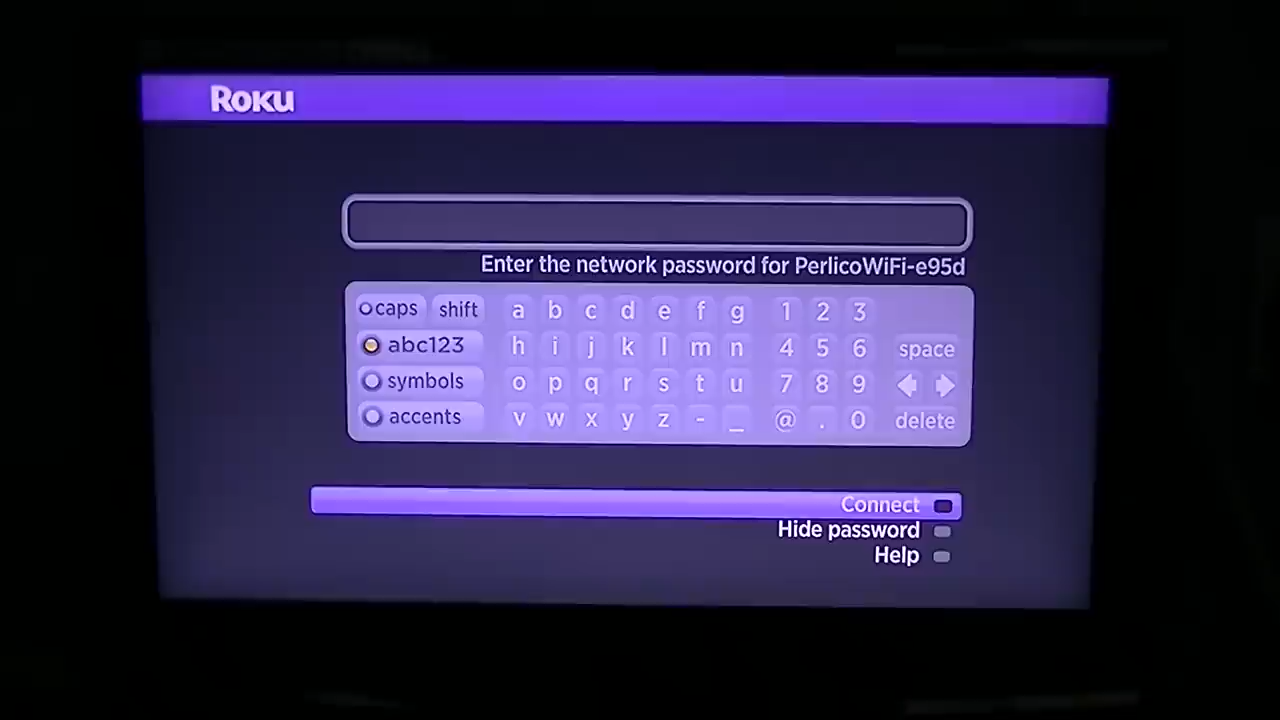 Roku
Enter the network password for PerlicoWiFi-e95d
caps shift a b c d e f g 1 2 3
abc123 h i j k l m n 4 5 6 space
symbols o p q r s t u 7 8 9
accents v w x y z - _ @ . 0 delete
Connect
Hide password
Help